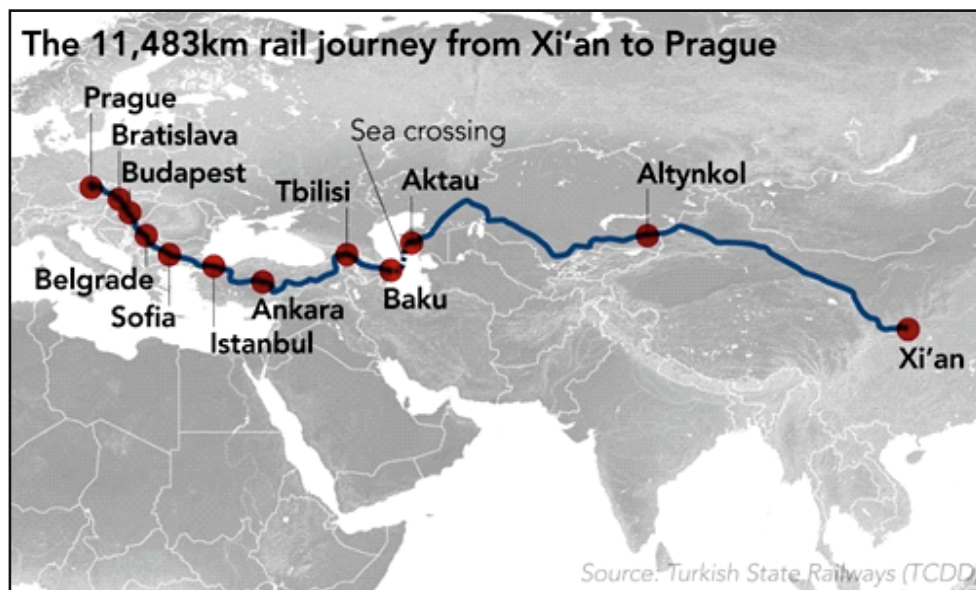 The 11,483km rail journey from Xi’an to Prague
Prague
Bratislava
Budapest
Sea crossing
Tbilisi
Aktau
Altynkol
Belgrade
Sofia
Istanbul
Ankara
Baku
Xi’an
Source: Turkish State Railways (TCDD)